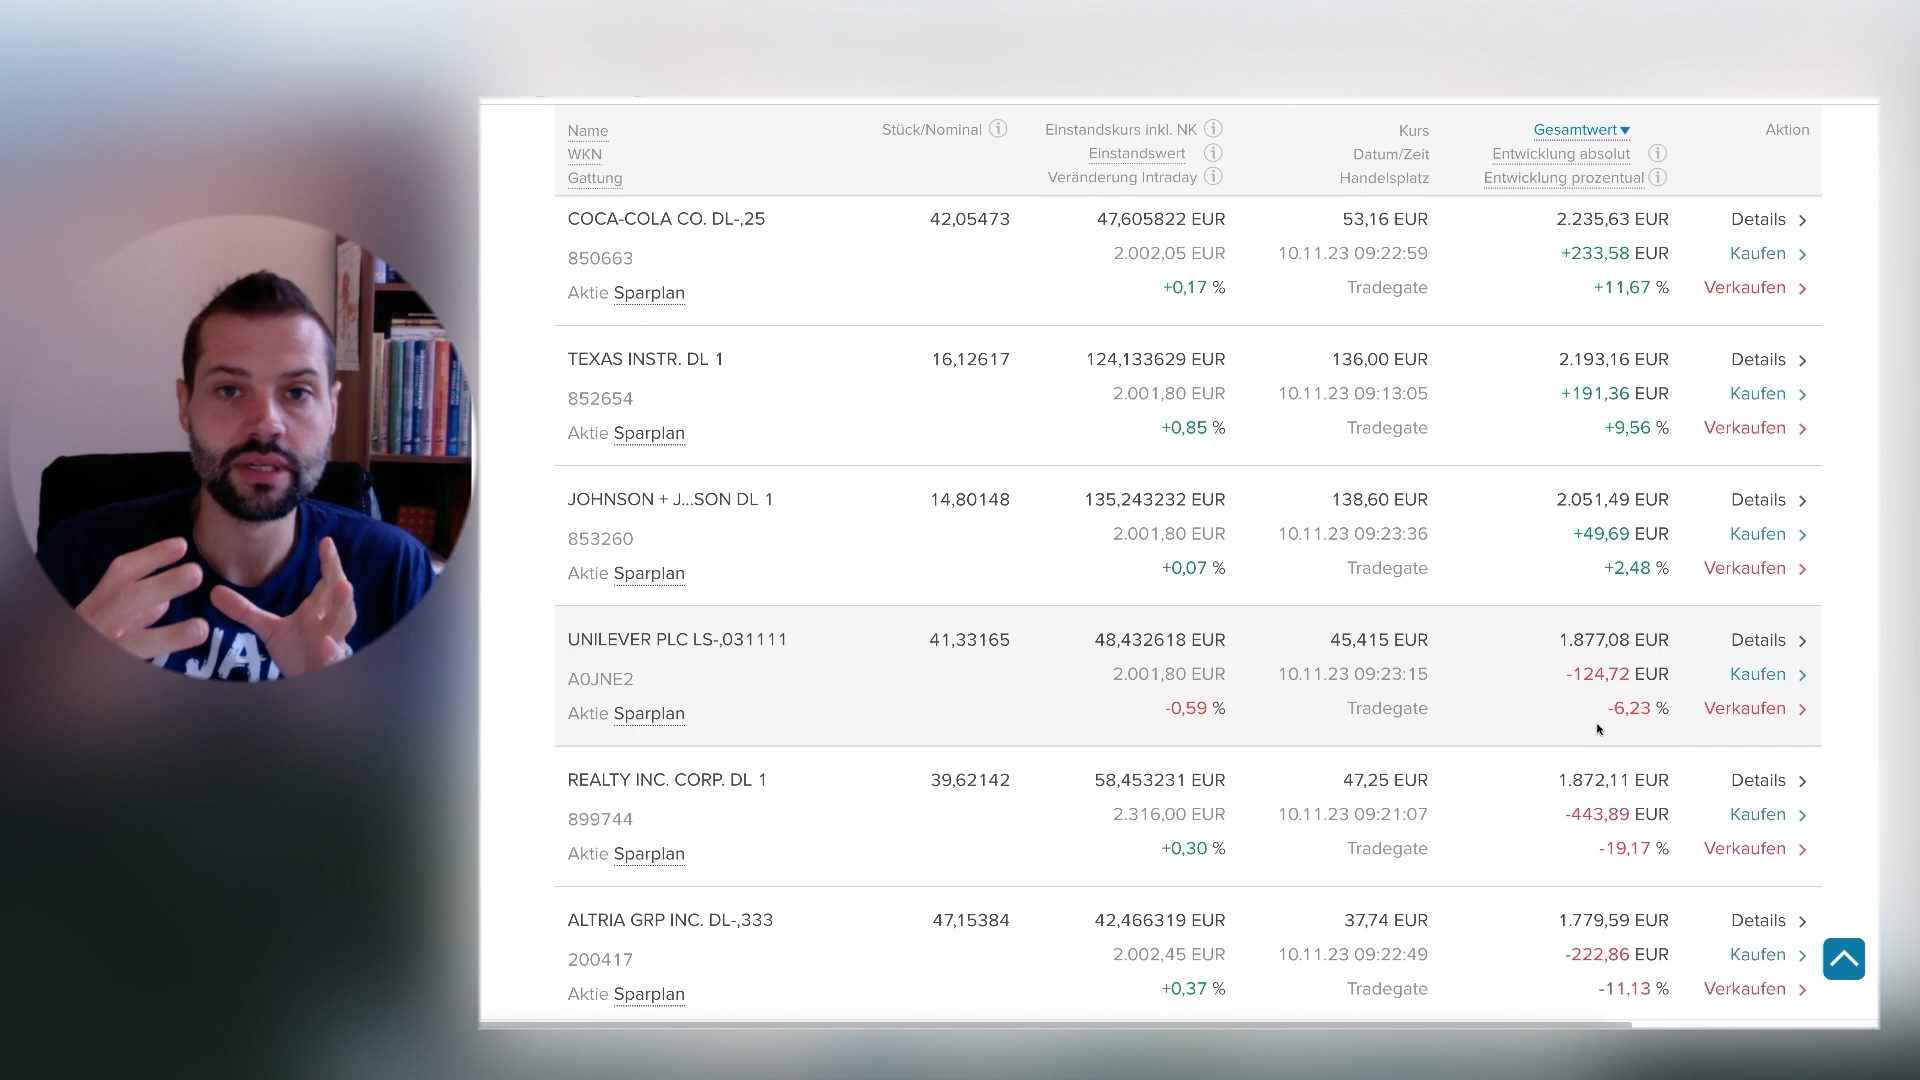 Name Stück/Nominal Einstandskurs inkl. NK Kurs Gesamtwert▼ Aktion
WKN Einstandswert Datum/Zeit Entwicklung absolut
Gattung Veränderung Intraday Handelsplatz Entwicklung prozentual
COCA-COLA CO. DL-,25 42,05473 47,605822 EUR 53,16 EUR 2.235,63 EUR Details
850663 2.002,05 EUR 10.11.23 09:22:59 +233,58 EUR Kaufen
Aktie Sparplan +0,17 % Tradegate +11,67 % Verkaufen
TEXAS INSTR. DL 1 16,12617 124,133629 EUR 136,00 EUR 2.193,16 EUR Details
852654 2.001,80 EUR 10.11.23 09:13:05 +191,36 EUR Kaufen
Aktie Sparplan +0,85 % Tradegate +9,56 % Verkaufen
JOHNSON + J...SON DL 1 14,80148 135,243232 EUR 138,60 EUR 2.051,49 EUR Details
853260 2.001,80 EUR 10.11.23 09:23:36 +49,69 EUR Kaufen
Aktie Sparplan +0,07 % Tradegate +2,48 % Verkaufen
UNILEVER PLC LS-,031111 41,33165 48,432618 EUR 45,415 EUR 1.877,08 EUR Details
A0JNE2 2.001,80 EUR 10.11.23 09:23:15 -124,72 EUR Kaufen
Aktie Sparplan -0,59 % Tradegate -6,23 % Verkaufen
REALTY INC. CORP. DL 1 39,62142 58,453231 EUR 47,25 EUR 1.872,11 EUR Details
899744 2.316,00 EUR 10.11.23 09:21:07 -443,89 EUR Kaufen
Aktie Sparplan +0,30 % Tradegate -19,17 % Verkaufen
ALTRIA GRP INC. DL-,333 47,15384 42,466319 EUR 37,74 EUR 1.779,59 EUR Details
200417 2.002,45 EUR 10.11.23 09:22:49 -222,86 EUR Kaufen
Aktie Sparplan +0,37 % Tradegate -11,13 % Verkaufen